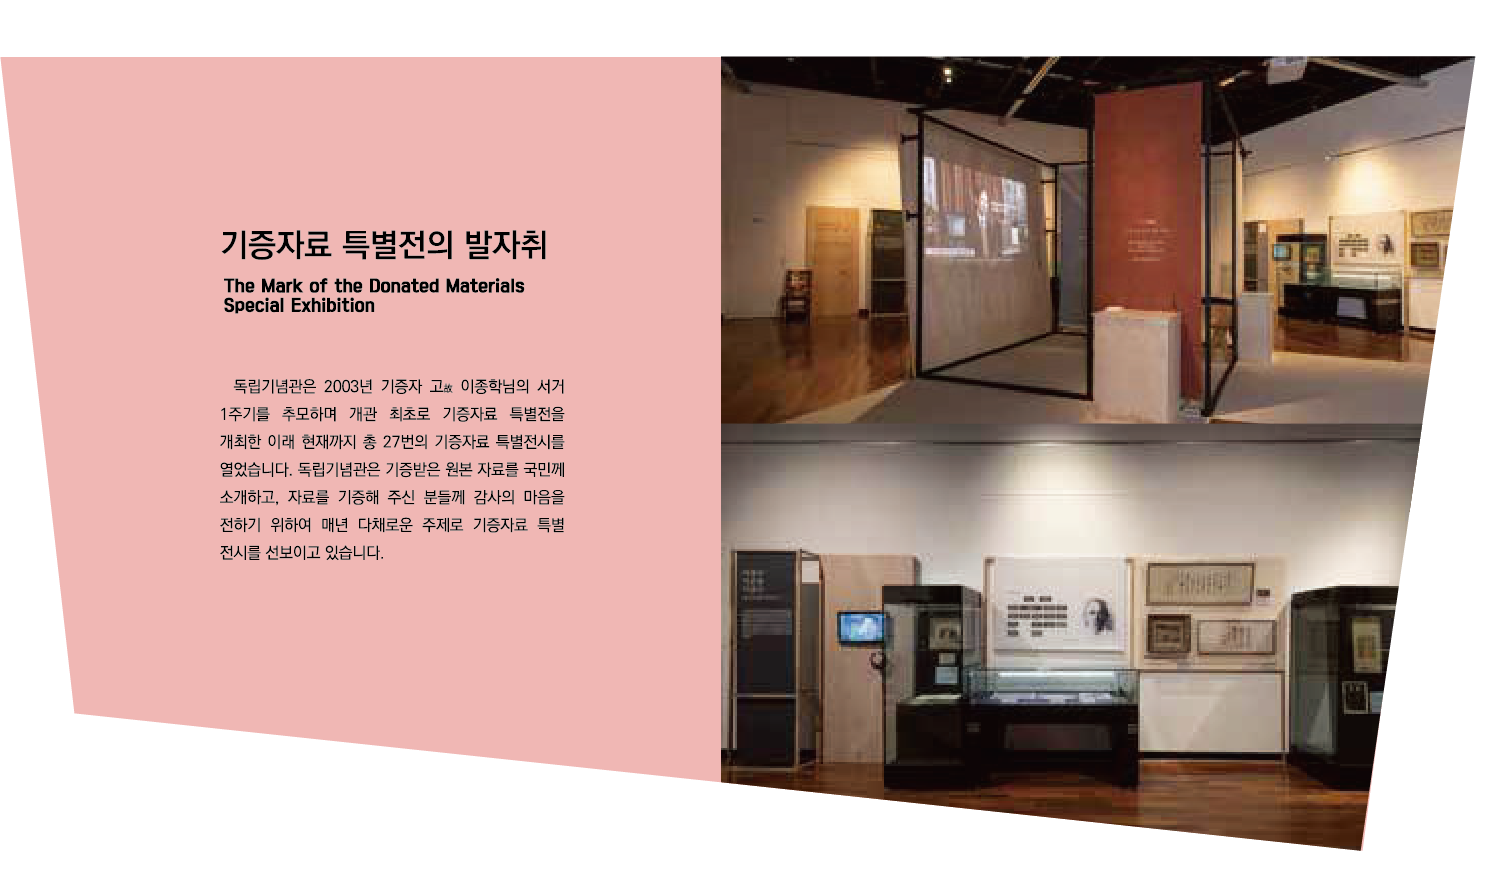 기증자료 특별전의 발자취
The Mark of the Donated Materials
Special Exhibition
독립기념관은 2003년 기증자 고故 이종학님의 서거
1주기를 추모하며 개관 최초로 기증자료 특별전을
개최한 이래 현재까지 총 27번의 기증자료 특별전시를
열었습니다. 독립기념관은 기증받은 원본 자료를 국민께
소개하고, 자료를 기증해 주신 분들께 감사의 마음을
전하기 위하여 매년 다채로운 주제로 기증자료 특별
전시를 선보이고 있습니다.